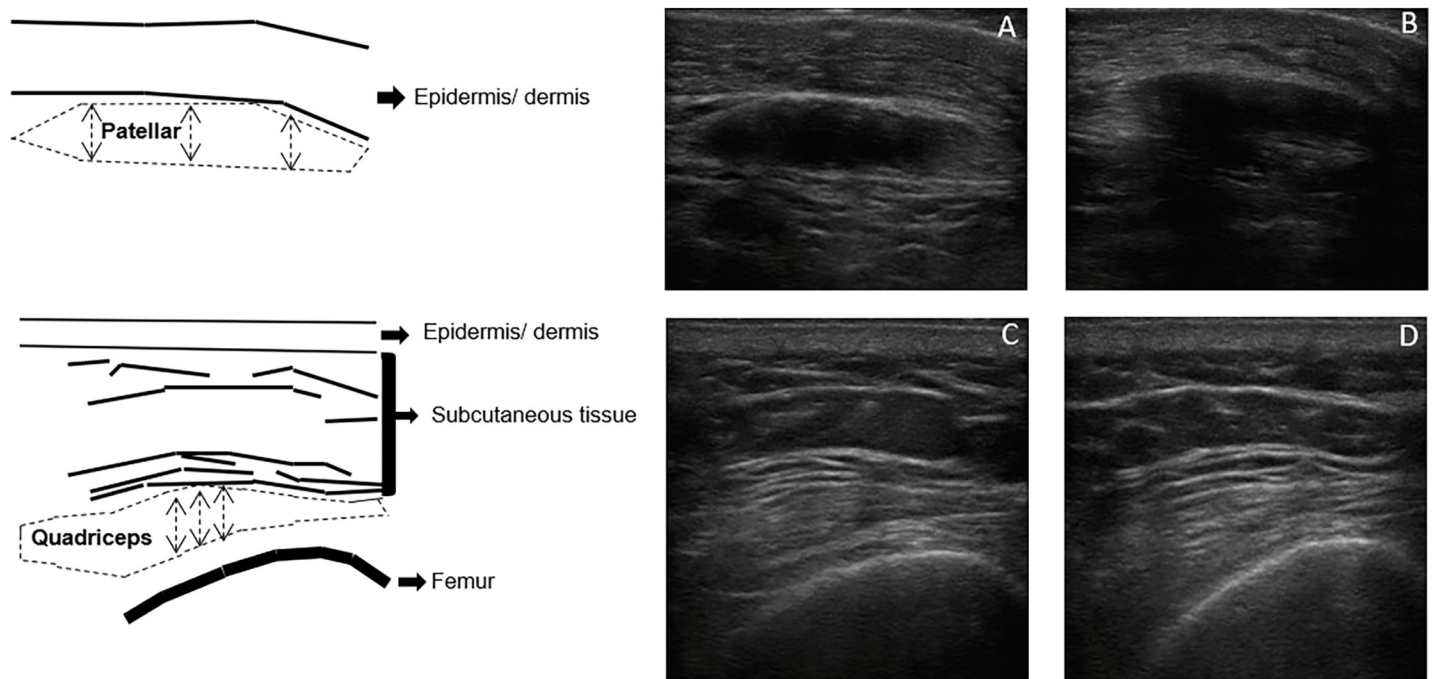 Epidermis/ dermis
Patellar
A
B
Epidermis/ dermis
Subcutaneous tissue
Quadriceps
Femur
C
D